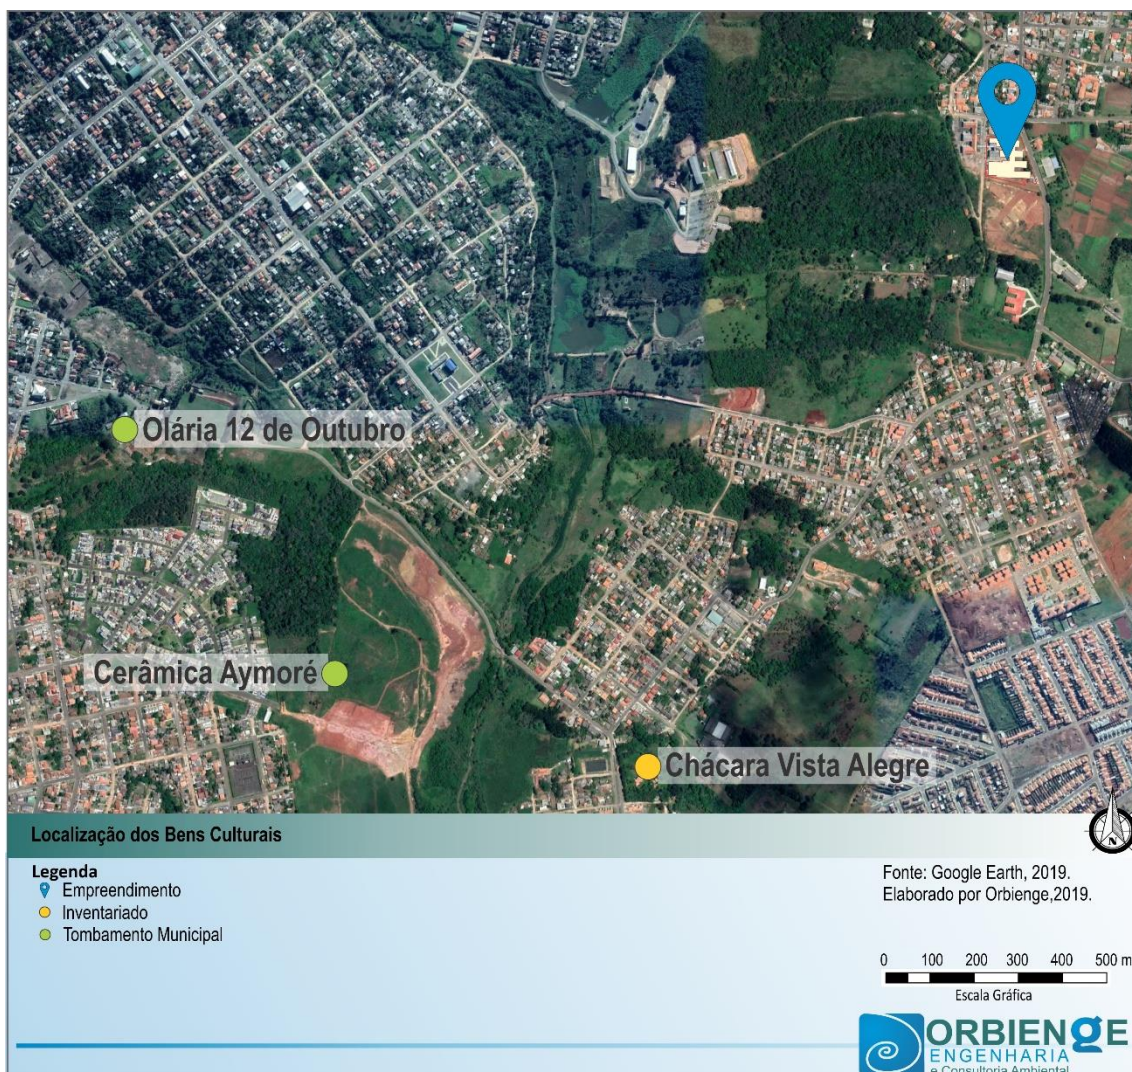 Olária 12 de Outubro
Cerâmica Aymoré
Chácara Vista Alegre
Localização dos Bens Culturais
N
Legenda
Empreendimento
Inventariado
Tombamento Municipal
Fonte: Google Earth, 2019.
Elaborado por Orbienge,2019.
0 100 200 300 400 500 m
Escala Gráfica
ORBIENGE
ENGENHARIA
e Consultoria Ambiental